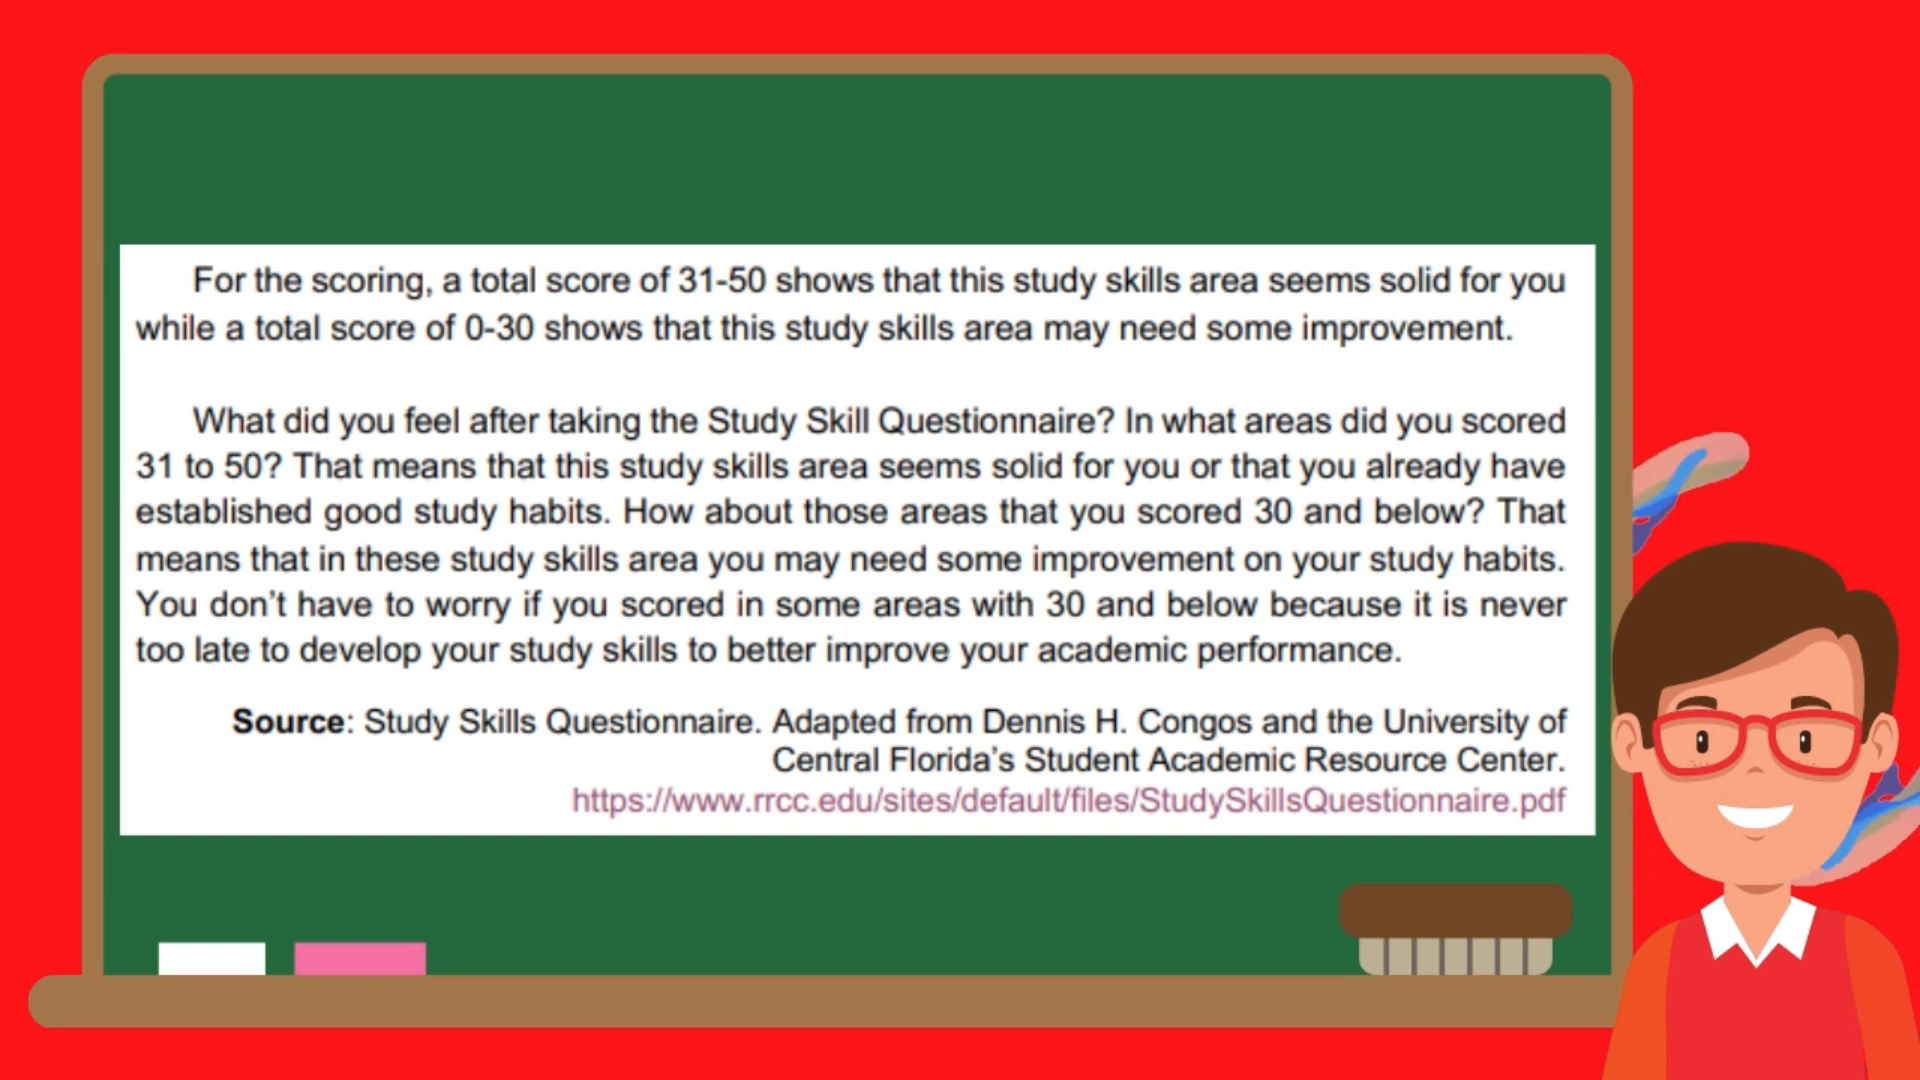 For the scoring, a total score of 31-50 shows that this study skills area seems solid for you
while a total score of 0-30 shows that this study skills area may need some improvement.
What did you feel after taking the Study Skill Questionnaire? In what areas did you scored
31 to 50? That means that this study skills area seems solid for you or that you already have
established good study habits. How about those areas that you scored 30 and below? That
means that in these study skills area you may need some improvement on your study habits.
You don't have to worry if you scored in some areas with 30 and below because it is never
too late to develop your study skills to better improve your academic performance.
Source: Study Skills Questionnaire. Adapted from Dennis H. Congos and the University of
Central Florida's Student Academic Resource Center.
https://www.rrcc.edu/sites/default/files/StudySkillsQuestionnaire.pdf